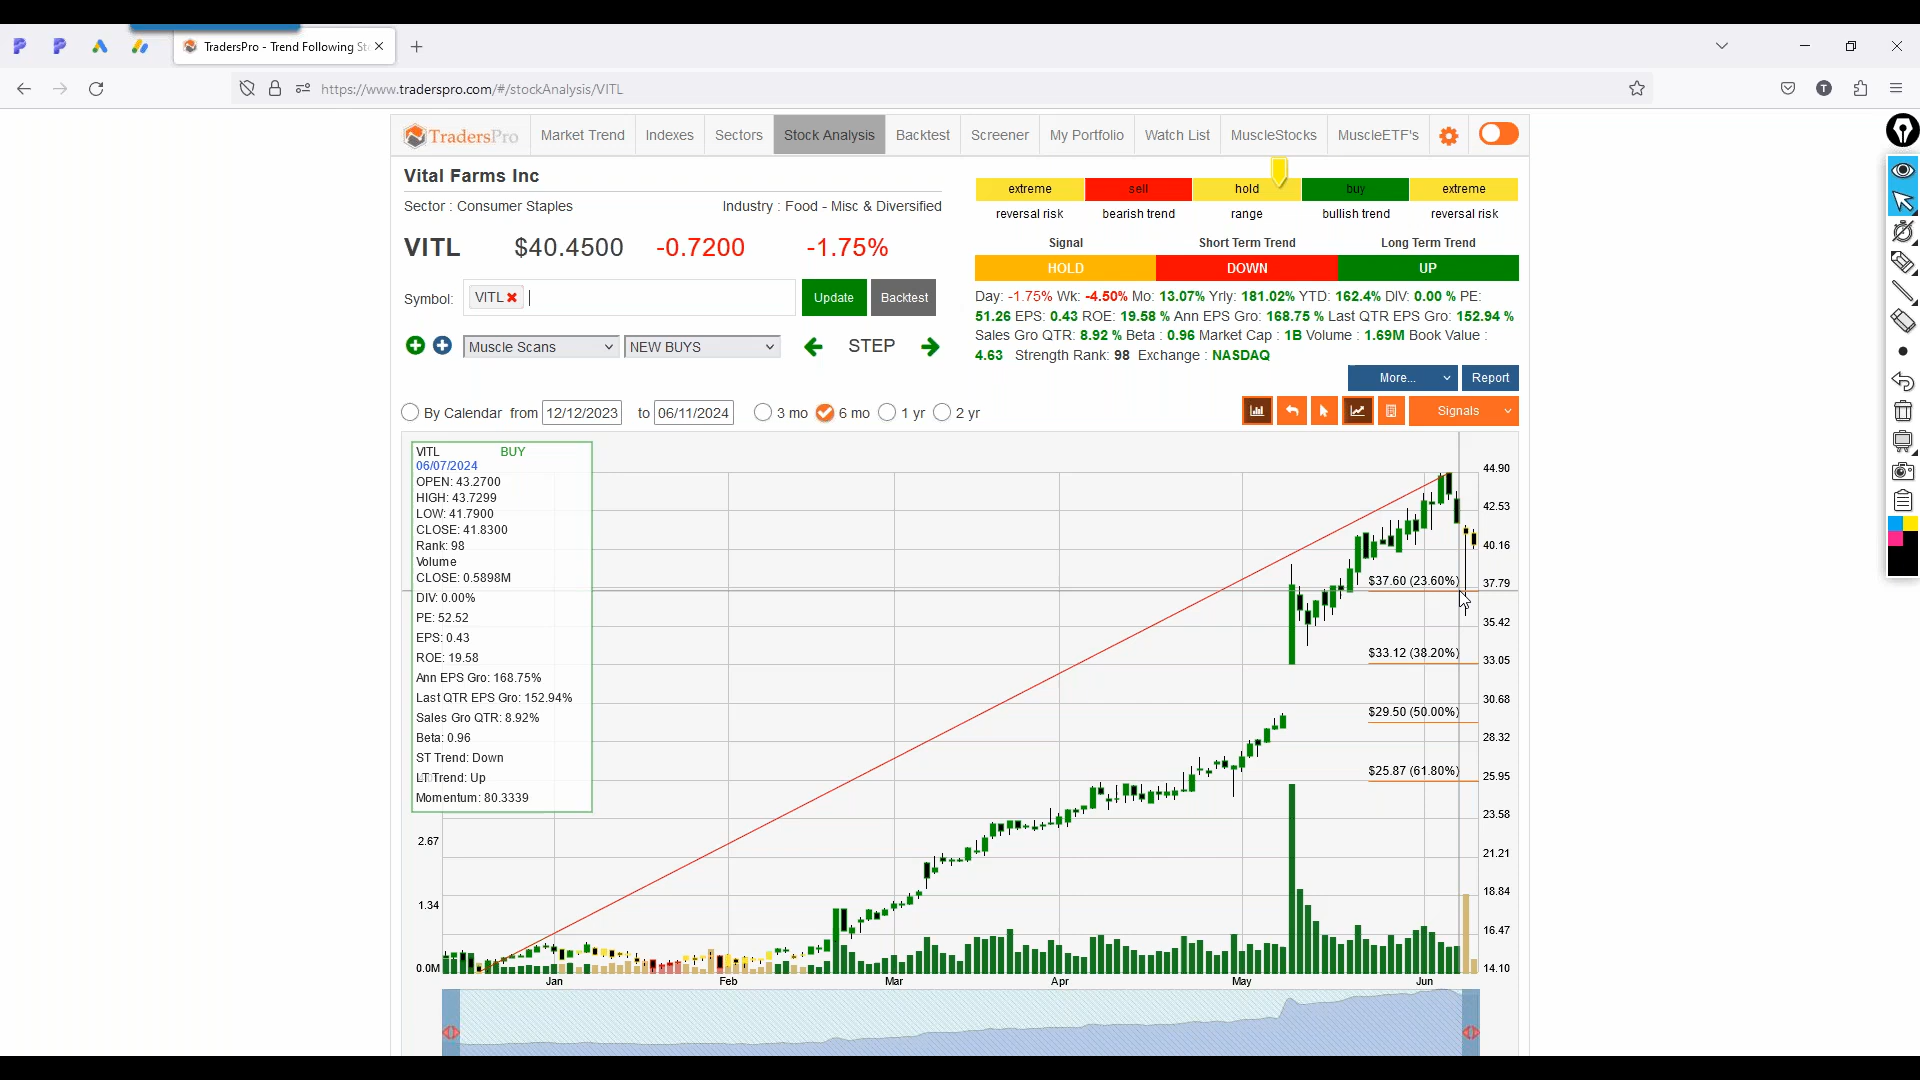 TradersPro - Trend Following St
https://www.traderspro.com/#/stockAnalysis/VITL
T
TradersPro
Market Trend
Indexes
Sectors
Stock Analysis
Backtest
Screener
My Portfolio
Watch List
MuscleStocks
MuscleETF's
Vital Farms Inc
Sector : Consumer Staples
Industry : Food - Misc & Diversified
VITL $40.4500 -0.7200 -1.75%
Symbol: VITL
Update
Backtest
Muscle Scans
NEW BUYS
STEP
extreme sell hold buy extreme
reversal risk bearish trend range bullish trend reversal risk
Signal Short Term Trend Long Term Trend
HOLD DOWN UP
Day: -1.75% Wk: -4.50% Mo: 13.07% Yrly: 181.02% YTD: 162.4% DIV: 0.00 % PE:
51.26 EPS: 0.43 ROE: 19.58 % Ann EPS Gro: 168.75 % Last QTR EPS Gro: 152.94 %
Sales Gro QTR: 8.92 % Beta : 0.96 Market Cap : 1B Volume : 1.69M Book Value :
4.63 Strength Rank: 98 Exchange : NASDAQ
More...
Report
By Calendar from 12/12/2023 to 06/11/2024 3 mo 6 mo 1 yr 2 yr
Signals
VITL BUY
06/07/2024
OPEN: 43.2700
HIGH: 43.7299
LOW: 41.7900
CLOSE: 41.8300
Rank: 98
Volume
CLOSE: 0.5898M
DIV: 0.00%
PE: 52.52
EPS: 0.43
ROE: 19.58
Ann EPS Gro: 168.75%
Last QTR EPS Gro: 152.94%
Sales Gro QTR: 8.92%
Beta: 0.96
ST Trend: Down
LT Trend: Up
Momentum: 80.3339
2.67
1.34
0.0M
$37.60 (23.60%)
$33.12 (38.20%)
$29.50 (50.00%)
$25.87 (61.80%)
44.90
42.53
40.16
37.79
35.42
33.05
30.68
28.32
25.95
23.58
21.21
18.84
16.47
14.10
Jan Feb Mar Apr May Jun